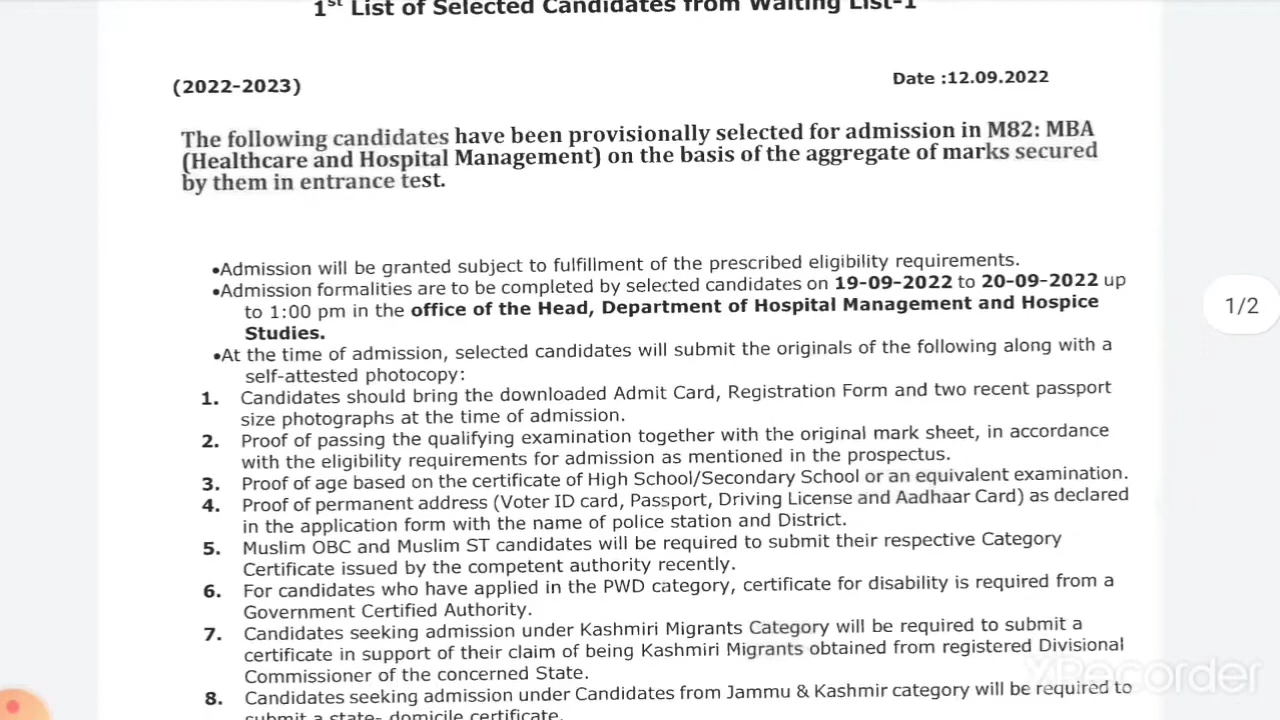 1st List of Selected Candidates from Waiting List-1
(2022-2023)
Date :12.09.2022
The following candidates have been provisionally selected for admission in M82: MBA
(Healthcare and Hospital Management) on the basis of the aggregate of marks secured
by them in entrance test.
•Admission will be granted subject to fulfillment of the prescribed eligibility requirements.
•Admission formalities are to be completed by selected candidates on 19-09-2022 to 20-09-2022 up
to 1:00 pm in the office of the Head, Department of Hospital Management and Hospice
Studies.
•At the time of admission, selected candidates will submit the originals of the following along with a
self-attested photocopy:
1. Candidates should bring the downloaded Admit Card, Registration Form and two recent passport
size photographs at the time of admission.
2. Proof of passing the qualifying examination together with the original mark sheet, in accordance
with the eligibility requirements for admission as mentioned in the prospectus.
3. Proof of age based on the certificate of High School/Secondary School or an equivalent examination.
4. Proof of permanent address (Voter ID card, Passport, Driving License and Aadhaar Card) as declared
in the application form with the name of police station and District.
5. Muslim OBC and Muslim ST candidates will be required to submit their respective Category
Certificate issued by the competent authority recently.
6. For candidates who have applied in the PWD category, certificate for disability is required from a
Government Certified Authority.
7. Candidates seeking admission under Kashmiri Migrants Category will be required to submit a
certificate in support of their claim of being Kashmiri Migrants obtained from registered Divisional
Commissioner of the concerned State.
8. Candidates seeking admission under Candidates from Jammu & Kashmir category will be required to
submit a state- domicile certificate.
1/2
XRecorder